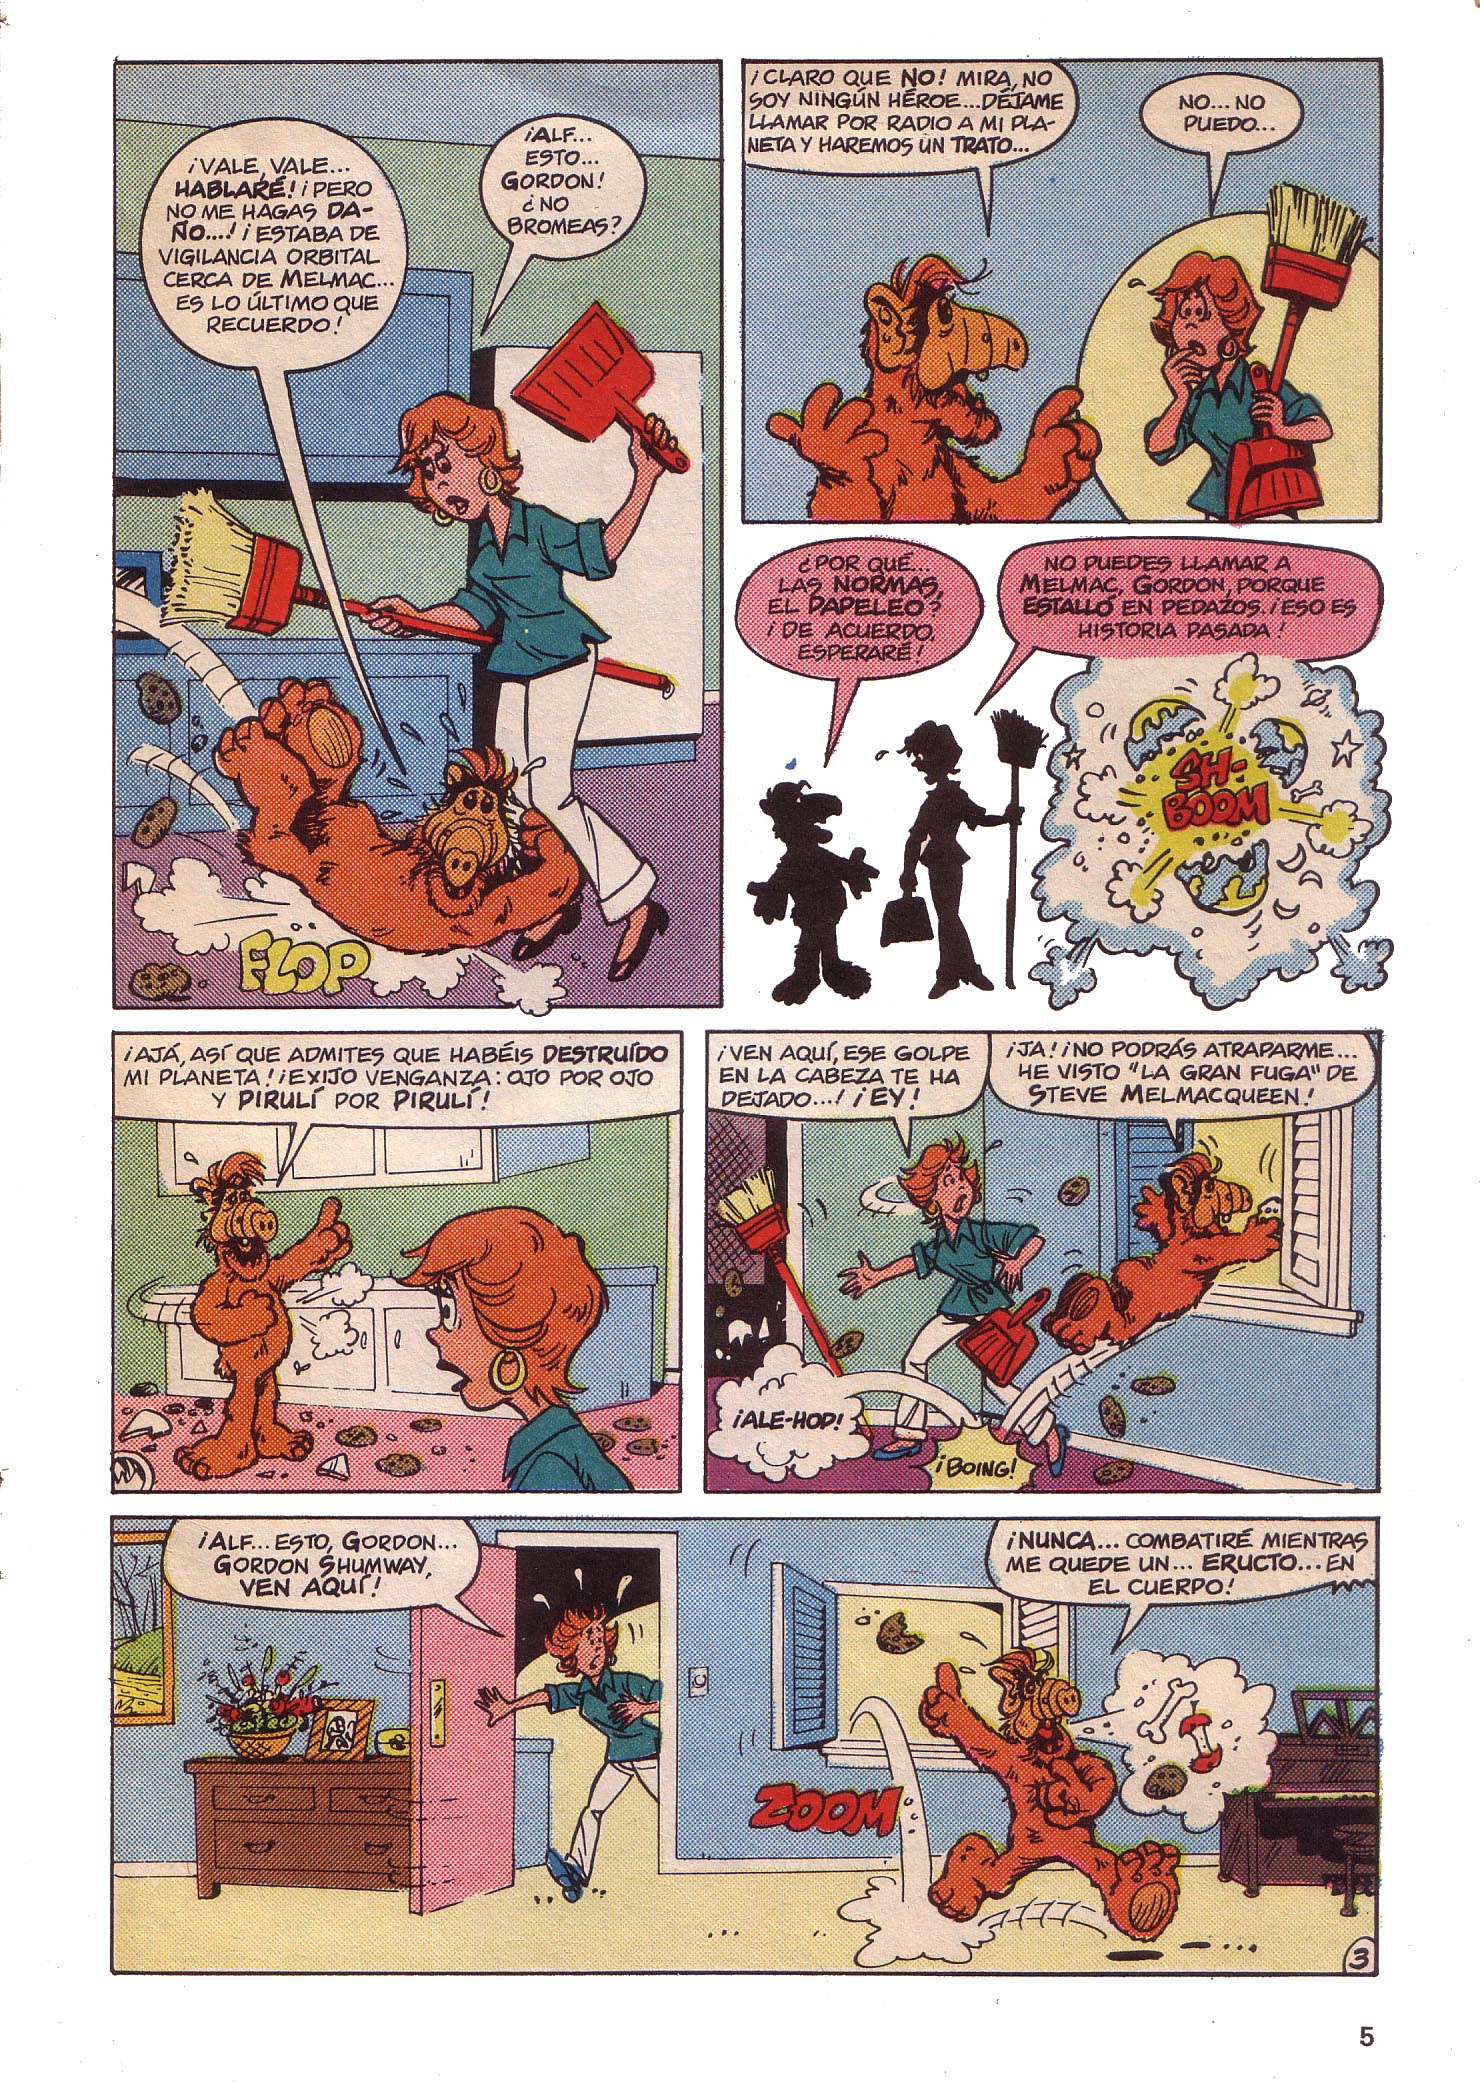 ¡VALE, VALE...
HABLARÉ! ¡PERO
NO ME HAGAS DA-
ÑO...! ¡ESTABA DE
VIGILANCIA ORBITAL
CERCA DE MELMAC...
ES LO ÚLTIMO QUE
RECUERDO!
¡ALF...
ESTO...
GORDON!
¿NO
BROMEAS?
FLOP
¡CLARO QUE NO! MIRA, NO
SOY NINGÚN HÉROE... DÉJAME
LLAMAR POR RADIO A MI PLA-
NETA Y HAREMOS UN TRATO...
NO... NO
PUEDO...
¿POR QUÉ...
LAS NORMAS,
EL PAPELEO?
¡DE ACUERDO,
ESPERARÉ!
NO PUEDES LLAMAR A
MELMAC, GORDON, PORQUE
ESTALLÓ EN PEDAZOS. ¡ESO ES
HISTORIA PASADA!
SH-
BOOM
¡AJÁ, ASÍ QUE ADMITES QUE HABÉIS DESTRUÍDO
MI PLANETA! ¡EXIJO VENGANZA: OJO POR OJO
Y PIRULÍ POR PIRULÍ!
¡VEN AQUÍ, ESE GOLPE
EN LA CABEZA TE HA
DEJADO...! ¡EY!
¡JA! ¡NO PODRÁS ATRAPARME...
HE VISTO "LA GRAN FUGA" DE
STEVE MELMACQUEEN!
¡ALE-HOP!
¡BOING!
¡ALF... ESTO, GORDON...
GORDON SHUMWAY,
VEN AQUÍ!
¡NUNCA... COMBATIRÉ MIENTRAS
ME QUEDE UN... ERUCTO... EN
EL CUERPO!
ZOOM
3
5